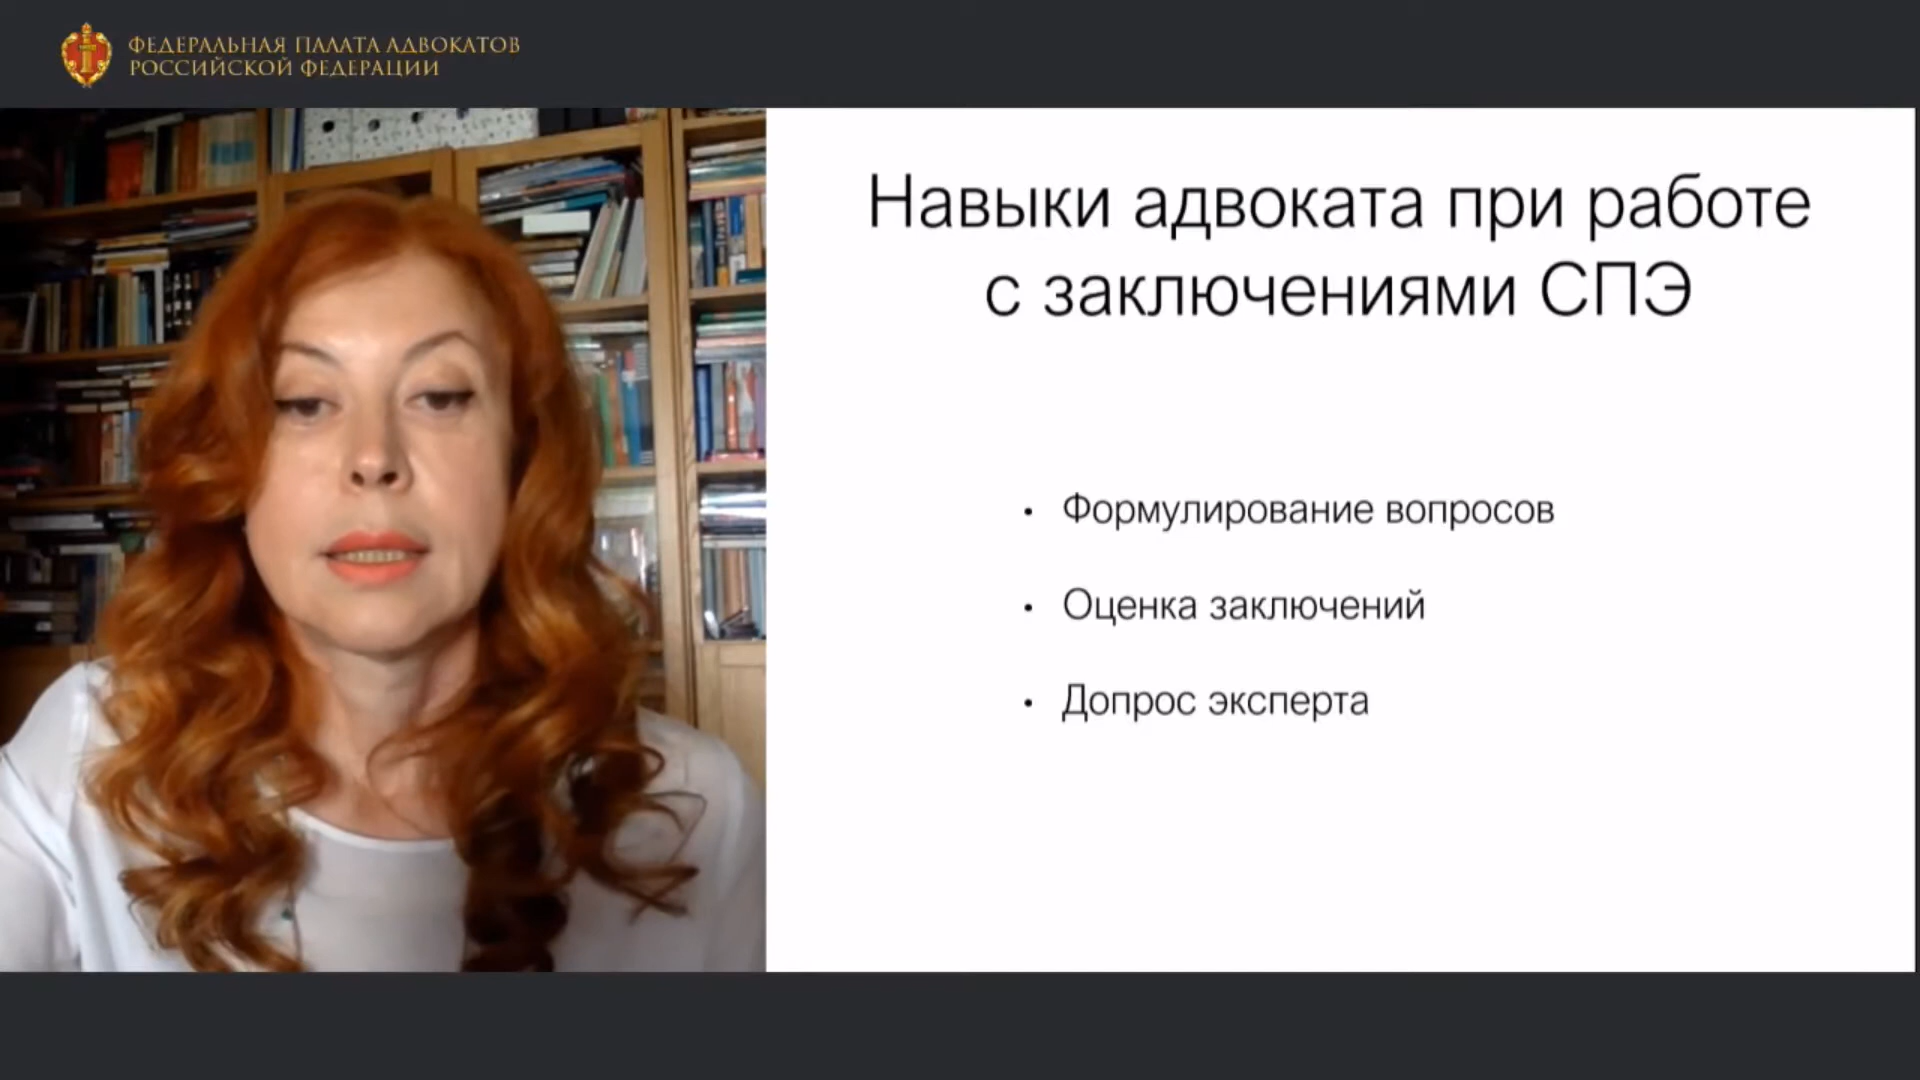 ФЕДЕРАЛЬНАЯ ПАЛАТА АДВОКАТОВ
РОССИЙСКОЙ ФЕДЕРАЦИИ
Навыки адвоката при работе
с заключениями СПЭ
• Формулирование вопросов
• Оценка заключений
• Допрос эксперта